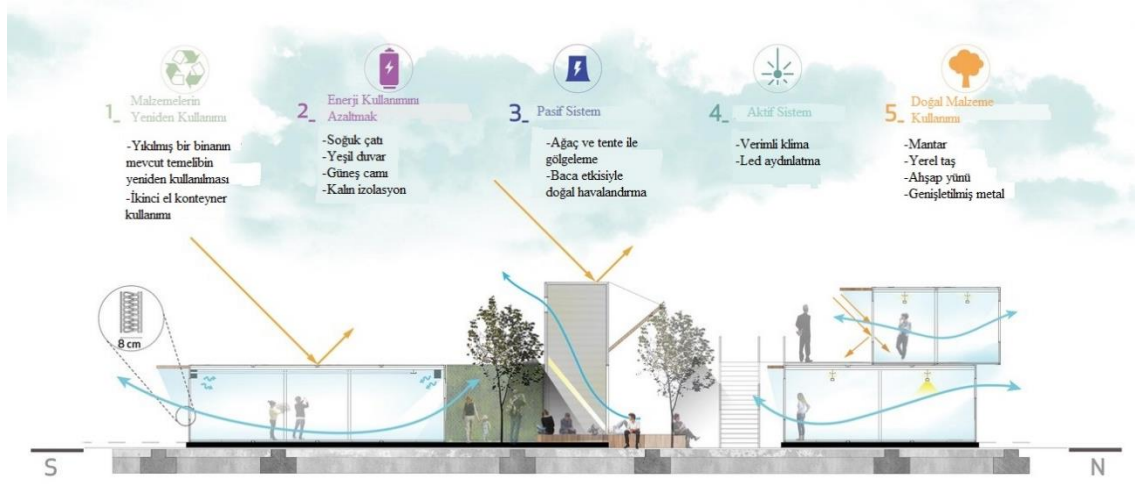 1_ Malzemelerin
Yeniden Kullanımı
-Yıkılmış bir binanın
mevcut temelibin
yeniden kullanılması
-İkinci el konteyner
kullanımı
2_ Enerji Kullanımını
Azaltmak
-Soğuk çatı
-Yeşil duvar
-Güneş camı
-Kalın izolasyon
3_ Pasif Sistem
-Ağaç ve tente ile
gölgeleme
-Baca etkisiyle
doğal havalandırma
4_ Aktif Sistem
-Verimli klima
-Led aydınlatma
5_ Doğal Malzeme
Kullanımı
-Mantar
-Yerel taş
-Ahşap yünü
-Genişletilmiş metal
8 cm
S
N